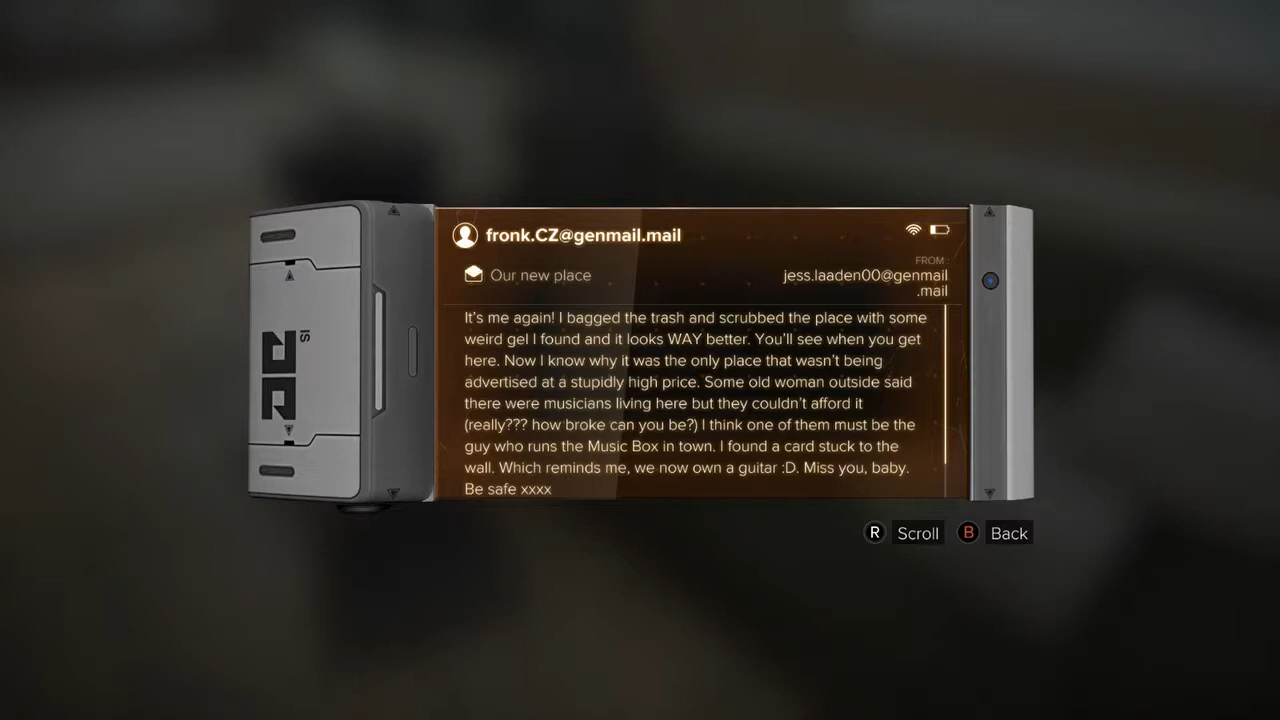 fronk.CZ@genmail.mail
FROM :
Our new place
jess.laaden00@genmail
.mail
It's me again! I bagged the trash and scrubbed the place with some
weird gel I found and it looks WAY better. You'll see when you get
here. Now I know why it was the only place that wasn't being
advertised at a stupidly high price. Some old woman outside said
there were musicians living here but they couldn't afford it
(really??? how broke can you be?) I think one of them must be the
guy who runs the Music Box in town. I found a card stuck to the
wall. Which reminds me, we now own a guitar :D. Miss you, baby.
Be safe xxxx
IS
R Scroll B Back